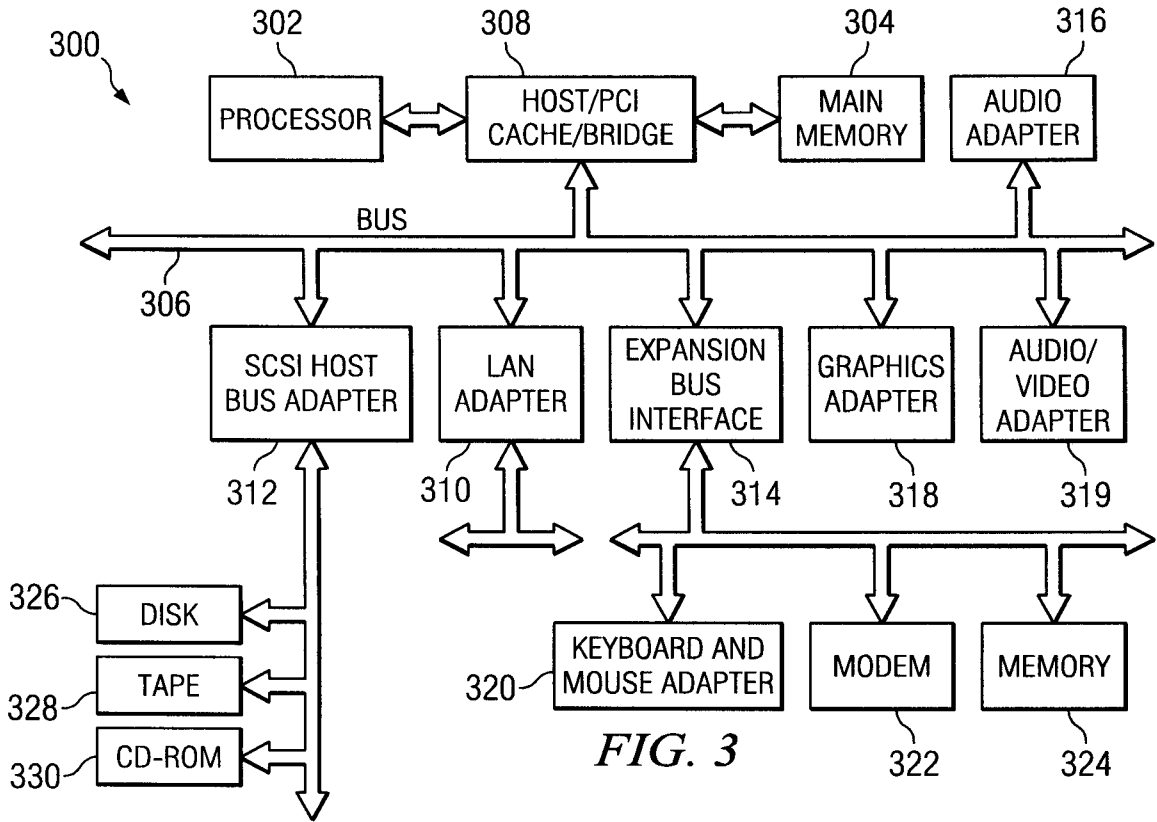 300
302
308
304
316
PROCESSOR
HOST/PCI
CACHE/BRIDGE
MAIN
MEMORY
AUDIO
ADAPTER
BUS
306
SCSI HOST
BUS ADAPTER
LAN
ADAPTER
EXPANSION
BUS
INTERFACE
GRAPHICS
ADAPTER
AUDIO/
VIDEO
ADAPTER
312
310
314
318
319
326
DISK
328
TAPE
330
CD-ROM
320
KEYBOARD AND
MOUSE ADAPTER
MODEM
MEMORY
322
324
FIG. 3